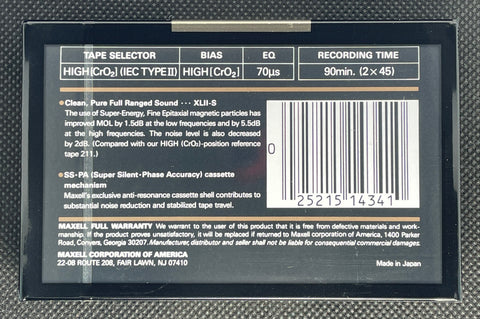 TAPE SELECTOR BIAS EQ RECORDING TIME
HIGH[CrO₂] (IEC TYPEⅡ) HIGH[CrO₂] 70µs 90min. (2×45)
Clean, Pure Full Ranged Sound ··· XLII-S
The use of Super-Energy, Fine Epitaxial magnetic particles has
improved MOL by 1.5dB at the low frequencies and by 5.5dB
at the high frequencies. The noise level is also decreased
by 2dB. (Compared with our HIGH (CrO₂)-position reference
tape 211.)
SS-PA (Super Silent-Phase Accuracy) cassette
mechanism
Maxell's exclusive anti-resonance cassette shell contributes to
substantial noise reduction and stabilized tape travel.
0 25215 14341
MAXELL FULL WARRANTY We warrant to the user of this product that it is free from defective materials and work-
manship. If the product proves unsatisfactory, it will be replaced if returned to Maxell corporation of America, 1400 Parker
Road, Conyers, Georgia 30207. Manufacturer, distributor and seller shall not be liable for consequential commercial damages.
MAXELL CORPORATION OF AMERICA
22-08 ROUTE 208, FAIR LAWN, NJ 07410
Made in Japan